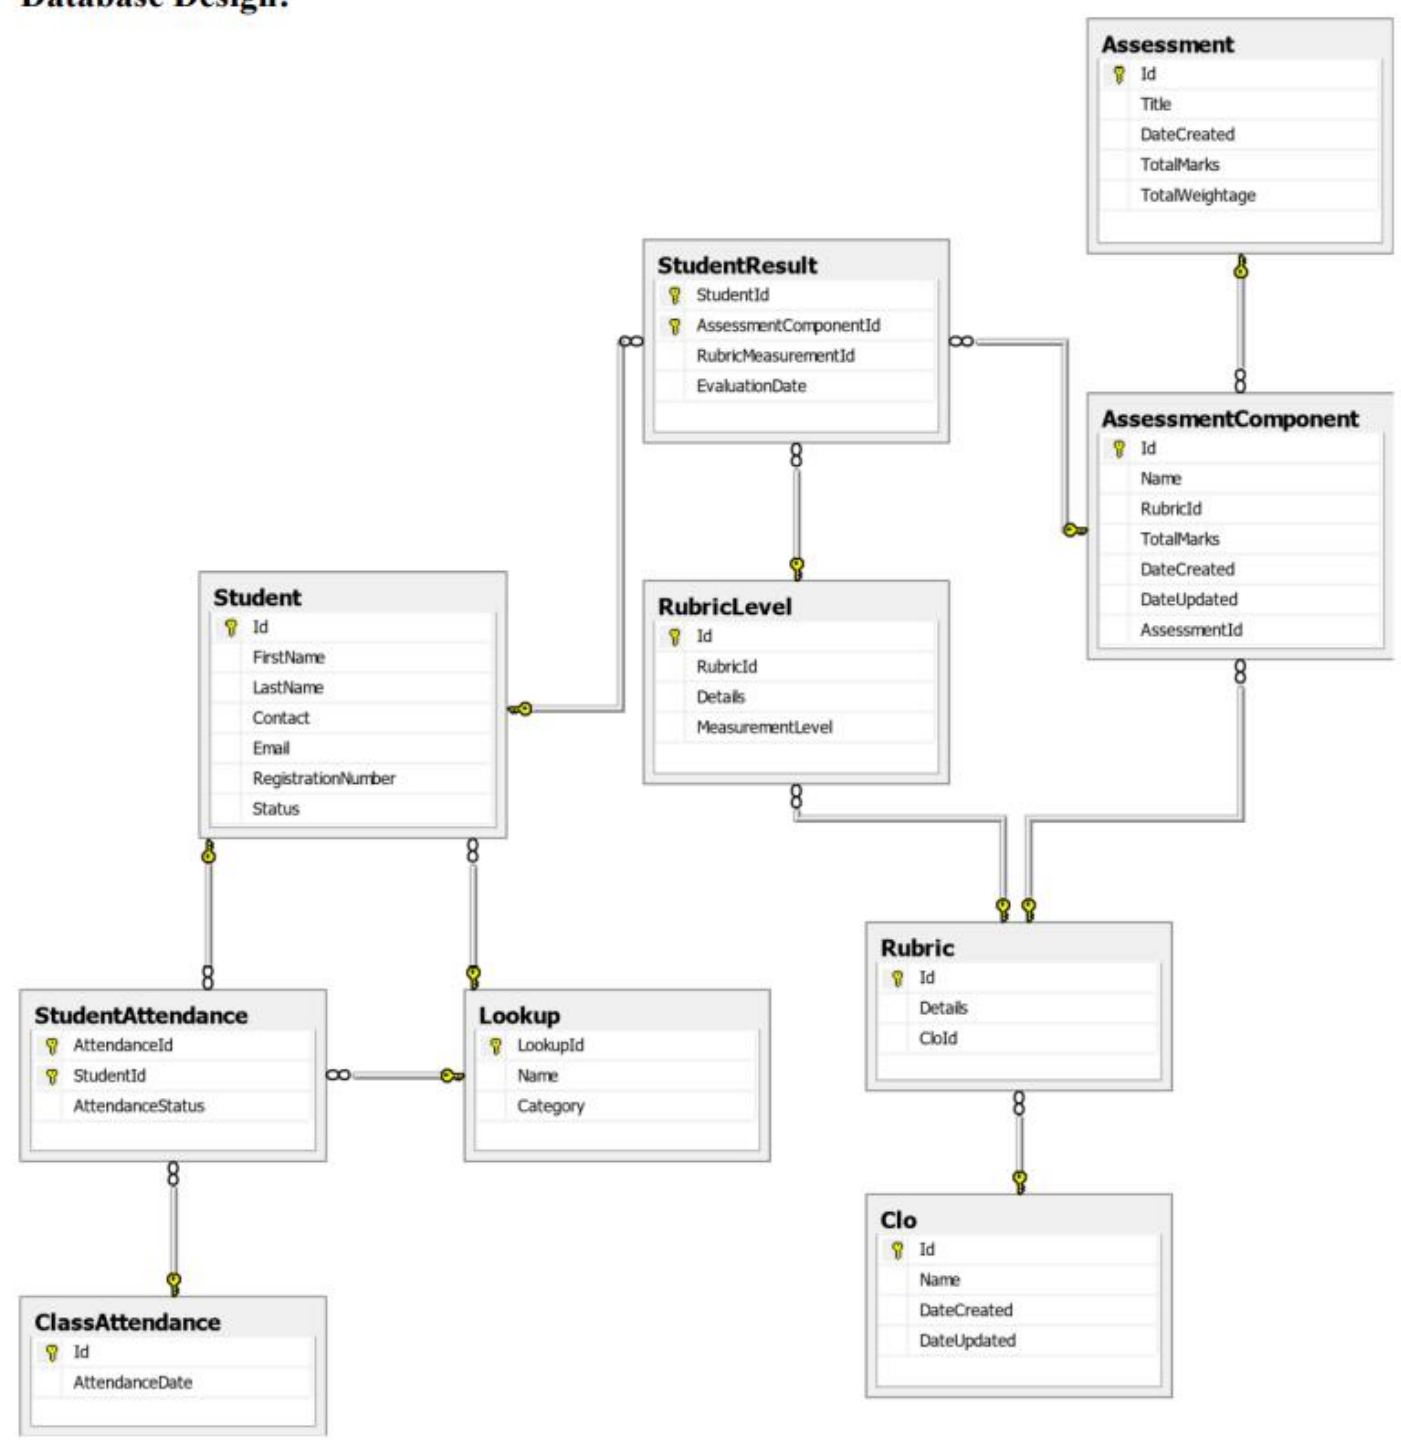 Database Design:
Assessment
Id
Title
DateCreated
TotalMarks
TotalWeightage
StudentResult
StudentId
AssessmentComponentId
RubricMeasurementId
EvaluationDate
AssessmentComponent
Id
Name
RubricId
TotalMarks
DateCreated
DateUpdated
AssessmentId
Student
Id
FirstName
LastName
Contact
Email
RegistrationNumber
Status
RubricLevel
Id
RubricId
Details
MeasurementLevel
Rubric
Id
Details
CloId
StudentAttendance
AttendanceId
StudentId
AttendanceStatus
Lookup
LookupId
Name
Category
Clo
Id
Name
DateCreated
DateUpdated
ClassAttendance
Id
AttendanceDate